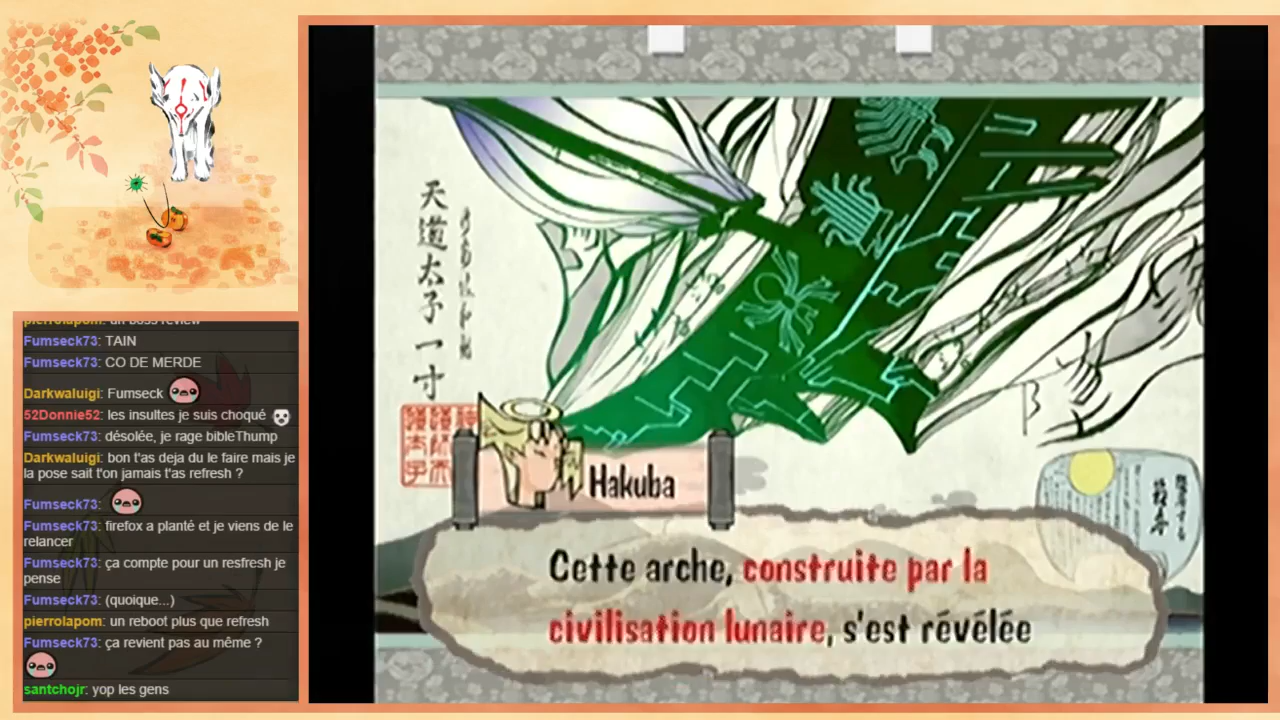 pierrolapom: un boss review
Fumseck73: TAIN
Fumseck73: CO DE MERDE
Darkwaluigi: Fumseck
52Donnie52: les insultes je suis choqué
Fumseck73: désolée, je rage bibleThump
Darkwaluigi: bon t'as deja du le faire mais je
la pose sait t'on jamais t'as refresh ?
Fumseck73:
Fumseck73: firefox a planté et je viens de le
relancer
Fumseck73: ça compte pour un resfresh je
pense
Fumseck73: (quoique...)
pierrolapom: un reboot plus que refresh
Fumseck73: ça revient pas au même ?
santchojr: yop les gens
天道太子一寸
Hakuba
Cette arche, construite par la
civilisation lunaire, s'est révélée